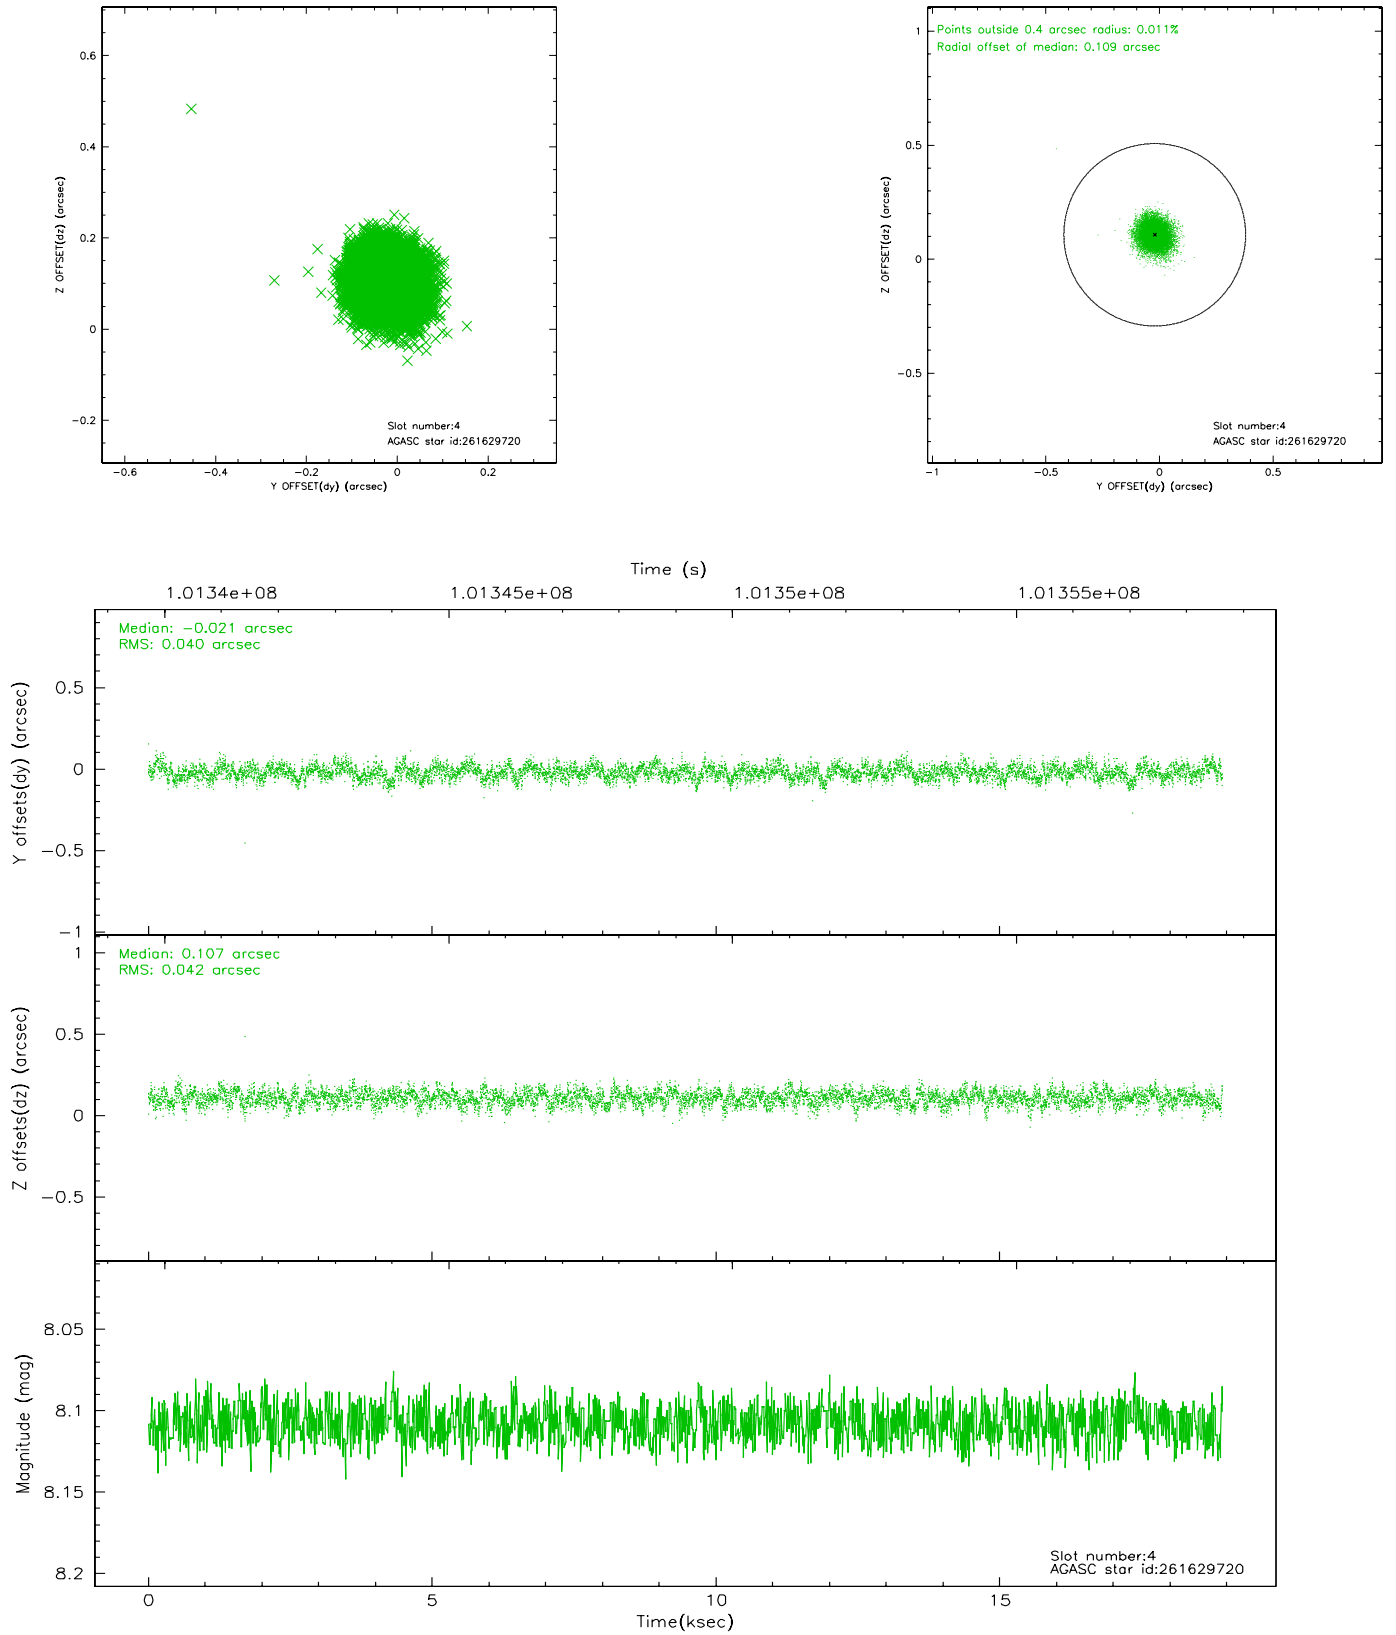 0.6
0.4
0.2
0
−0.2
Z OFFSET(dz) (arcsec)
Slot number:4
AGASC star id:261629720
−0.6
−0.4
−0.2
0
0.2
Y OFFSET(dy) (arcsec)
Points outside 0.4 arcsec radius: 0.011%
Radial offset of median: 0.109 arcsec
1
0.5
0
−0.5
Z OFFSET(dz) (arcsec)
Slot number:4
AGASC star id:261629720
−1
−0.5
0
0.5
Y OFFSET(dy) (arcsec)
Time (s)
1.0134e+08
1.01345e+08
1.0135e+08
1.01355e+08
Median: −0.021 arcsec
RMS: 0.040 arcsec
0.5
0
−0.5
−1
Y offsets(dy) (arcsec)
Median: 0.107 arcsec
RMS: 0.042 arcsec
1
0.5
0
−0.5
Z offsets(dz) (arcsec)
8.05
8.1
8.15
8.2
Magnitude (mag)
Slot number:4
AGASC star id:261629720
0
5
10
15
Time(ksec)